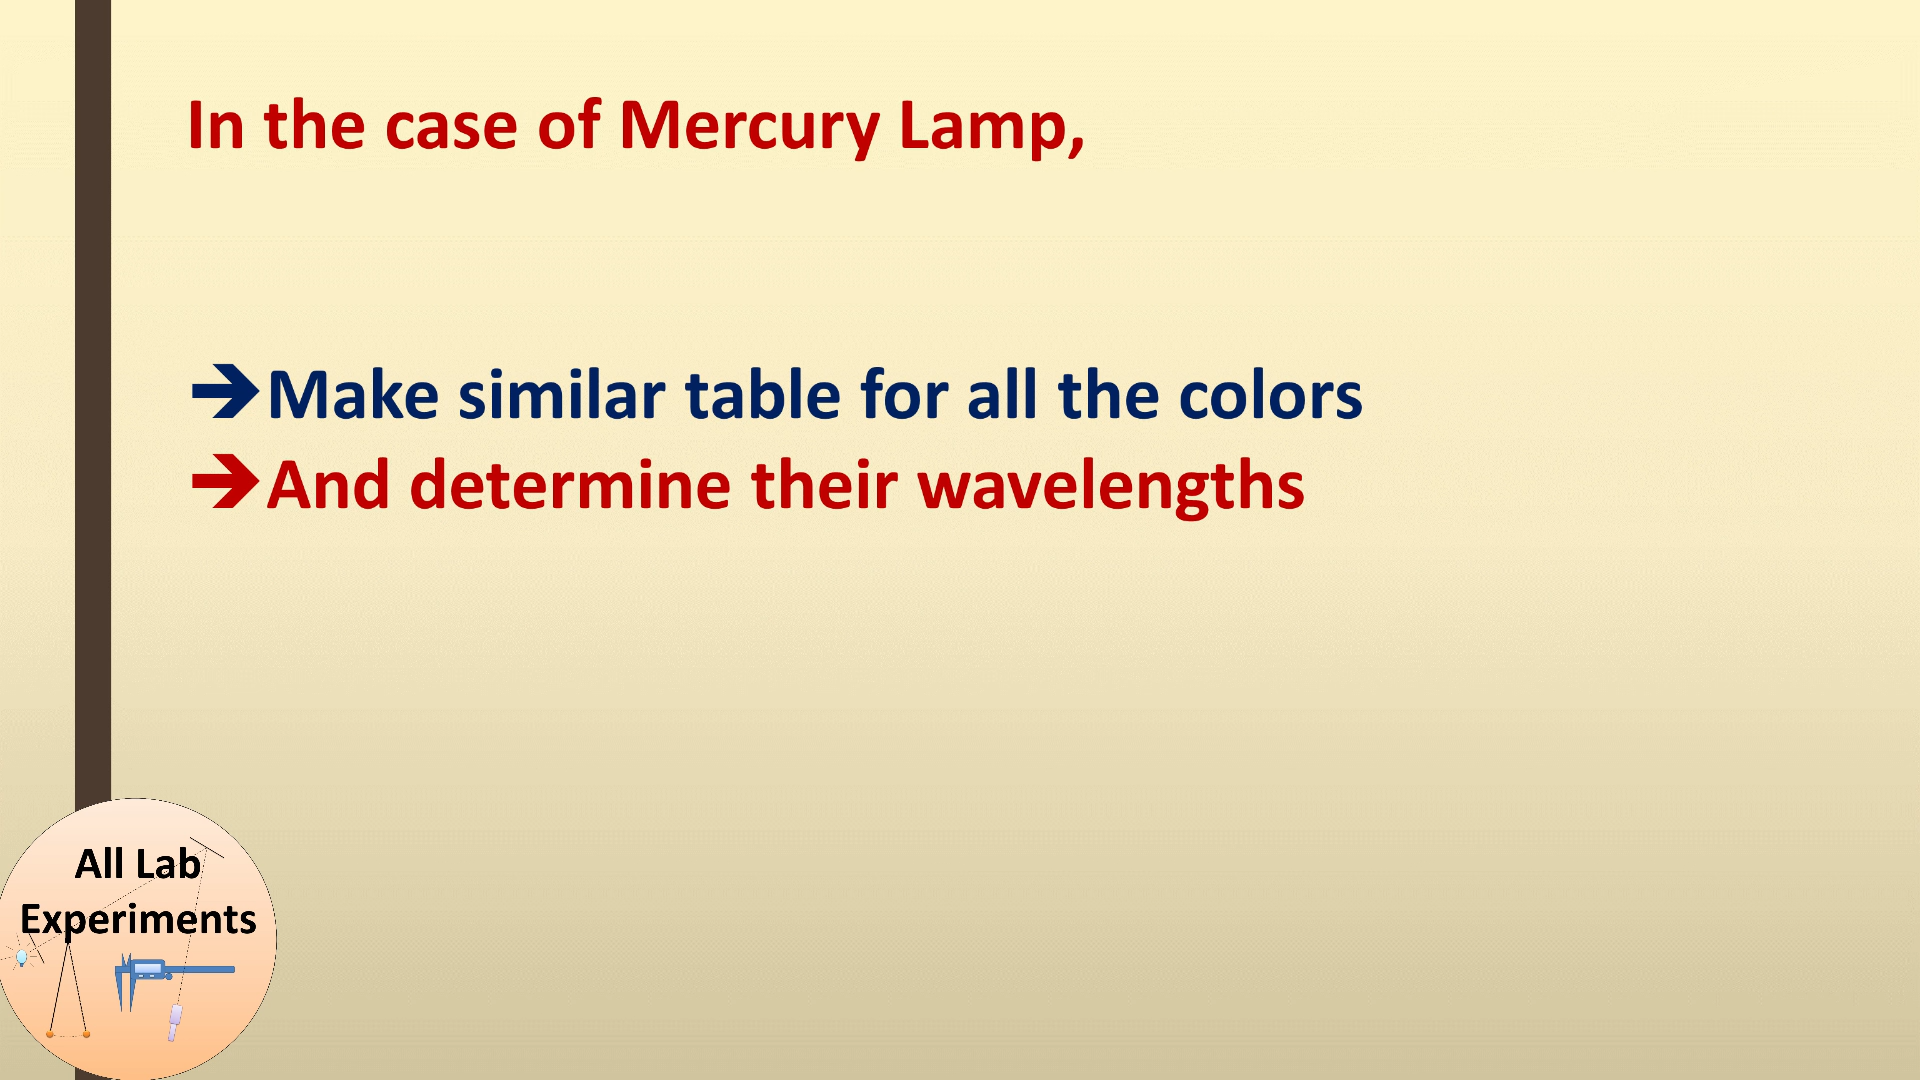 In the case of Mercury Lamp,
➔Make similar table for all the colors
➔And determine their wavelengths
All Lab
Experiments